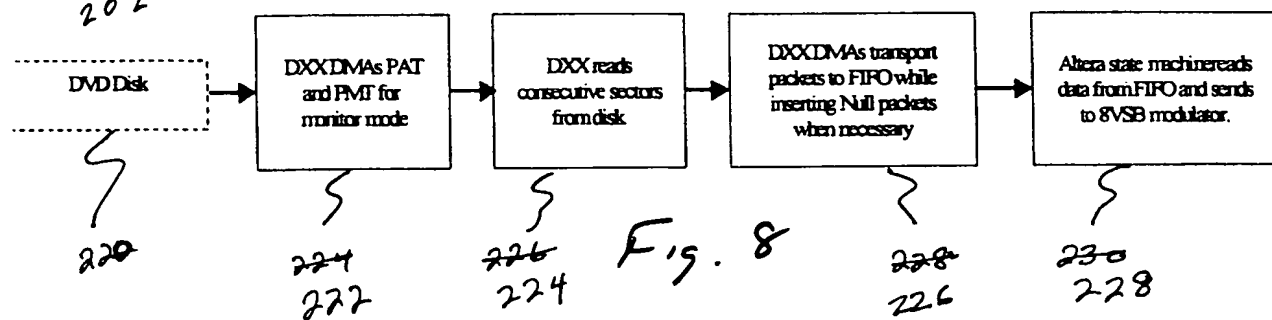 202
DVD Disk
DXX DMAs PAT
and PMT for
monitor mode
DXX reads
consecutive sectors
from disk
DXX DMAs transport
packets to FIFO while
inserting Null packets
when necessary
Altera state machinereads
data from FIFO and sends
to 8VSB modulator.
220
224
222
226
224
Fig. 8
228
226
230
228